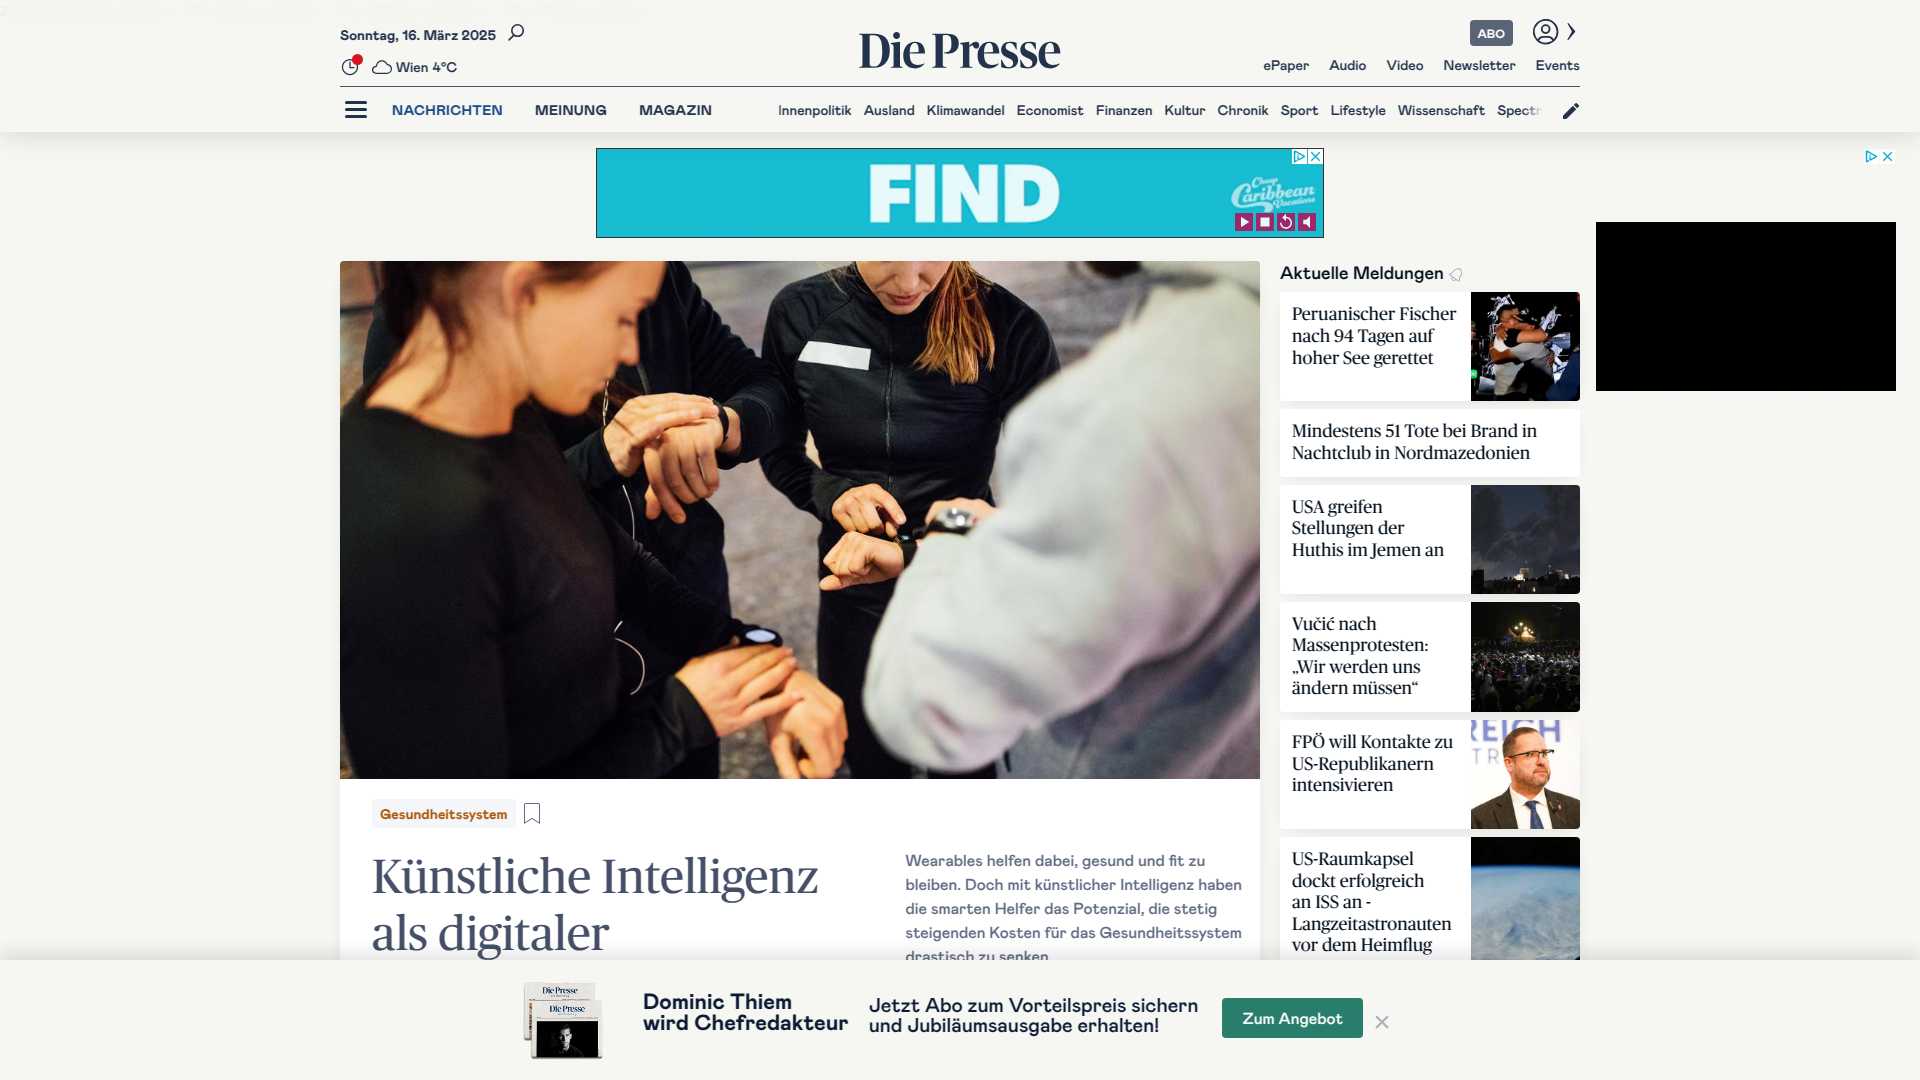 Sonntag, 16. März 2025
Wien 4°C
Die Presse
ABO
ePaper Audio Video Newsletter Events
NACHRICHTEN MEINUNG MAGAZIN
Innenpolitik Ausland Klimawandel Economist Finanzen Kultur Chronik Sport Lifestyle Wissenschaft Spectr
FIND
Cheap
Caribbean
Vacations
Aktuelle Meldungen
Peruanischer Fischer
nach 94 Tagen auf
hoher See gerettet
Mindestens 51 Tote bei Brand in
Nachtclub in Nordmazedonien
USA greifen
Stellungen der
Huthis im Jemen an
Vučić nach
Massenprotesten:
„Wir werden uns
ändern müssen“
FPÖ will Kontakte zu
US-Republikanern
intensivieren
REICH
TR
US-Raumkapsel
dockt erfolgreich
an ISS an -
Langzeitastronauten
vor dem Heimflug
Gesundheitssystem
Künstliche Intelligenz
als digitaler
Wearables helfen dabei, gesund und fit zu
bleiben. Doch mit künstlicher Intelligenz haben
die smarten Helfer das Potenzial, die stetig
steigenden Kosten für das Gesundheitssystem
drastisch zu senken.
Die Presse
Die Presse
Dominic Thiem
wird Chefredakteur
Jetzt Abo zum Vorteilspreis sichern
und Jubiläumsausgabe erhalten!
Zum Angebot